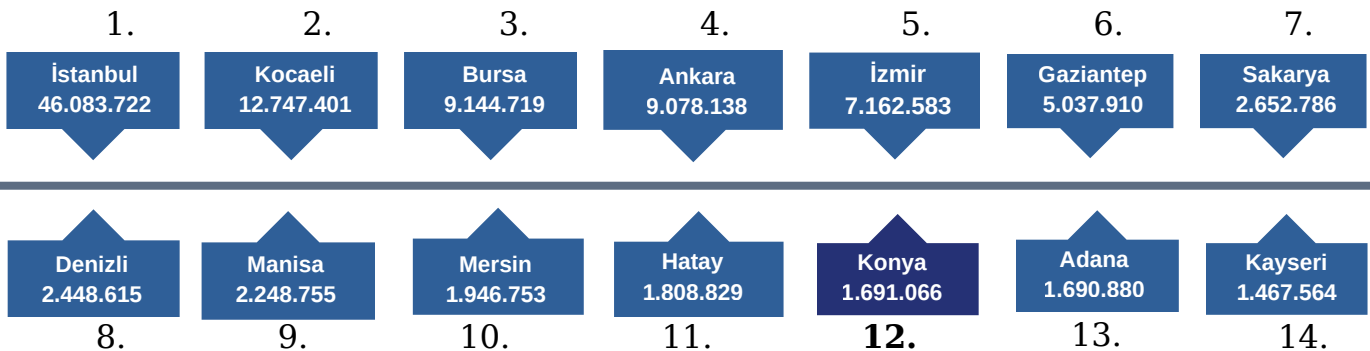 1.
2.
3.
4.
5.
6.
7.
İstanbul
46.083.722
Kocaeli
12.747.401
Bursa
9.144.719
Ankara
9.078.138
İzmir
7.162.583
Gaziantep
5.037.910
Sakarya
2.652.786
Denizli
2.448.615
Manisa
2.248.755
Mersin
1.946.753
Hatay
1.808.829
Konya
1.691.066
Adana
1.690.880
Kayseri
1.467.564
8.
9.
10.
11.
12.
13.
14.